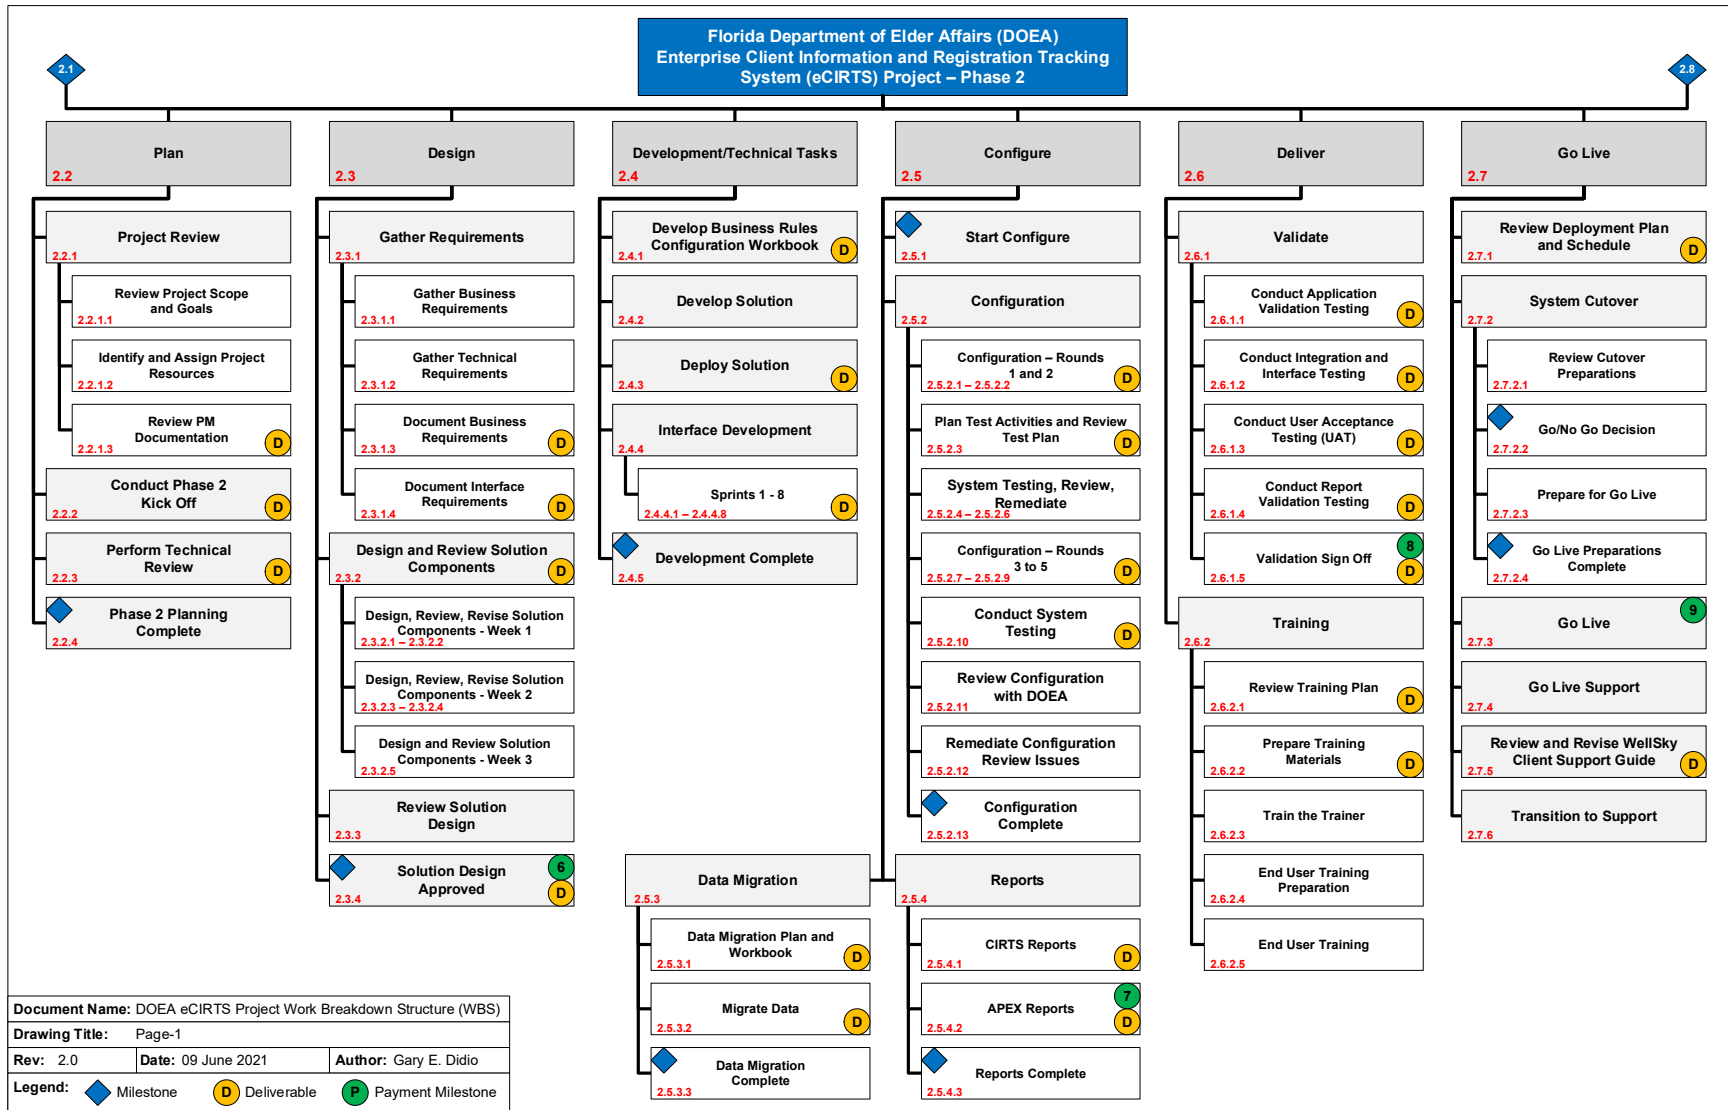 Florida Department of Elder Affairs (DOEA)
Enterprise Client Information and Registration Tracking
System (eCIRTS) Project – Phase 2
2.1
2.8
Plan
2.2
Design
2.3
Development/Technical Tasks
2.4
Configure
2.5
Deliver
2.6
Go Live
2.7
Project Review
2.2.1
Review Project Scope
and Goals
2.2.1.1
Identify and Assign Project
Resources
2.2.1.2
Review PM
Documentation
2.2.1.3
D
Conduct Phase 2
Kick Off
2.2.2
D
Perform Technical
Review
2.2.3
D
Phase 2 Planning
Complete
2.2.4
Gather Requirements
2.3.1
Gather Business
Requirements
2.3.1.1
Gather Technical
Requirements
2.3.1.2
Document Business
Requirements
2.3.1.3
D
Document Interface
Requirements
2.3.1.4
D
Design and Review Solution
Components
2.3.2
D
Design, Review, Revise Solution
Components - Week 1
2.3.2.1 – 2.3.2.2
Design, Review, Revise Solution
Components - Week 2
2.3.2.3 – 2.3.2.4
Design and Review Solution
Components - Week 3
2.3.2.5
Review Solution
Design
2.3.3
Solution Design
Approved
2.3.4
6
D
Develop Business Rules
Configuration Workbook
2.4.1
D
Develop Solution
2.4.2
Deploy Solution
2.4.3
D
Interface Development
2.4.4
Sprints 1 - 8
2.4.4.1 – 2.4.4.8
D
Development Complete
2.4.5
Start Configure
2.5.1
Configuration
2.5.2
Configuration – Rounds
1 and 2
2.5.2.1 – 2.5.2.2
D
Plan Test Activities and Review
Test Plan
2.5.2.3
D
System Testing, Review,
Remediate
2.5.2.4 – 2.5.2.6
Configuration – Rounds
3 to 5
2.5.2.7 – 2.5.2.9
D
Conduct System
Testing
2.5.2.10
D
Review Configuration
with DOEA
2.5.2.11
Remediate Configuration
Review Issues
2.5.2.12
Configuration
Complete
2.5.2.13
Data Migration
2.5.3
Data Migration Plan and
Workbook
2.5.3.1
D
Migrate Data
2.5.3.2
D
Data Migration
Complete
2.5.3.3
Reports
2.5.4
CIRTS Reports
2.5.4.1
D
APEX Reports
2.5.4.2
7
D
Reports Complete
2.5.4.3
Validate
2.6.1
Conduct Application
Validation Testing
2.6.1.1
D
Conduct Integration and
Interface Testing
2.6.1.2
D
Conduct User Acceptance
Testing (UAT)
2.6.1.3
D
Conduct Report
Validation Testing
2.6.1.4
D
Validation Sign Off
2.6.1.5
8
D
Training
2.6.2
Review Training Plan
2.6.2.1
D
Prepare Training
Materials
2.6.2.2
D
Train the Trainer
2.6.2.3
End User Training
Preparation
2.6.2.4
End User Training
2.6.2.5
Review Deployment Plan
and Schedule
2.7.1
D
System Cutover
2.7.2
Review Cutover
Preparations
2.7.2.1
Go/No Go Decision
2.7.2.2
Prepare for Go Live
2.7.2.3
Go Live Preparations
Complete
2.7.2.4
Go Live
2.7.3
9
Go Live Support
2.7.4
Review and Revise WellSky
Client Support Guide
2.7.5
D
Transition to Support
2.7.6
Document Name: DOEA eCIRTS Project Work Breakdown Structure (WBS)
Drawing Title: Page-1
Rev: 2.0 Date: 09 June 2021 Author: Gary E. Didio
Legend: Milestone D Deliverable P Payment Milestone